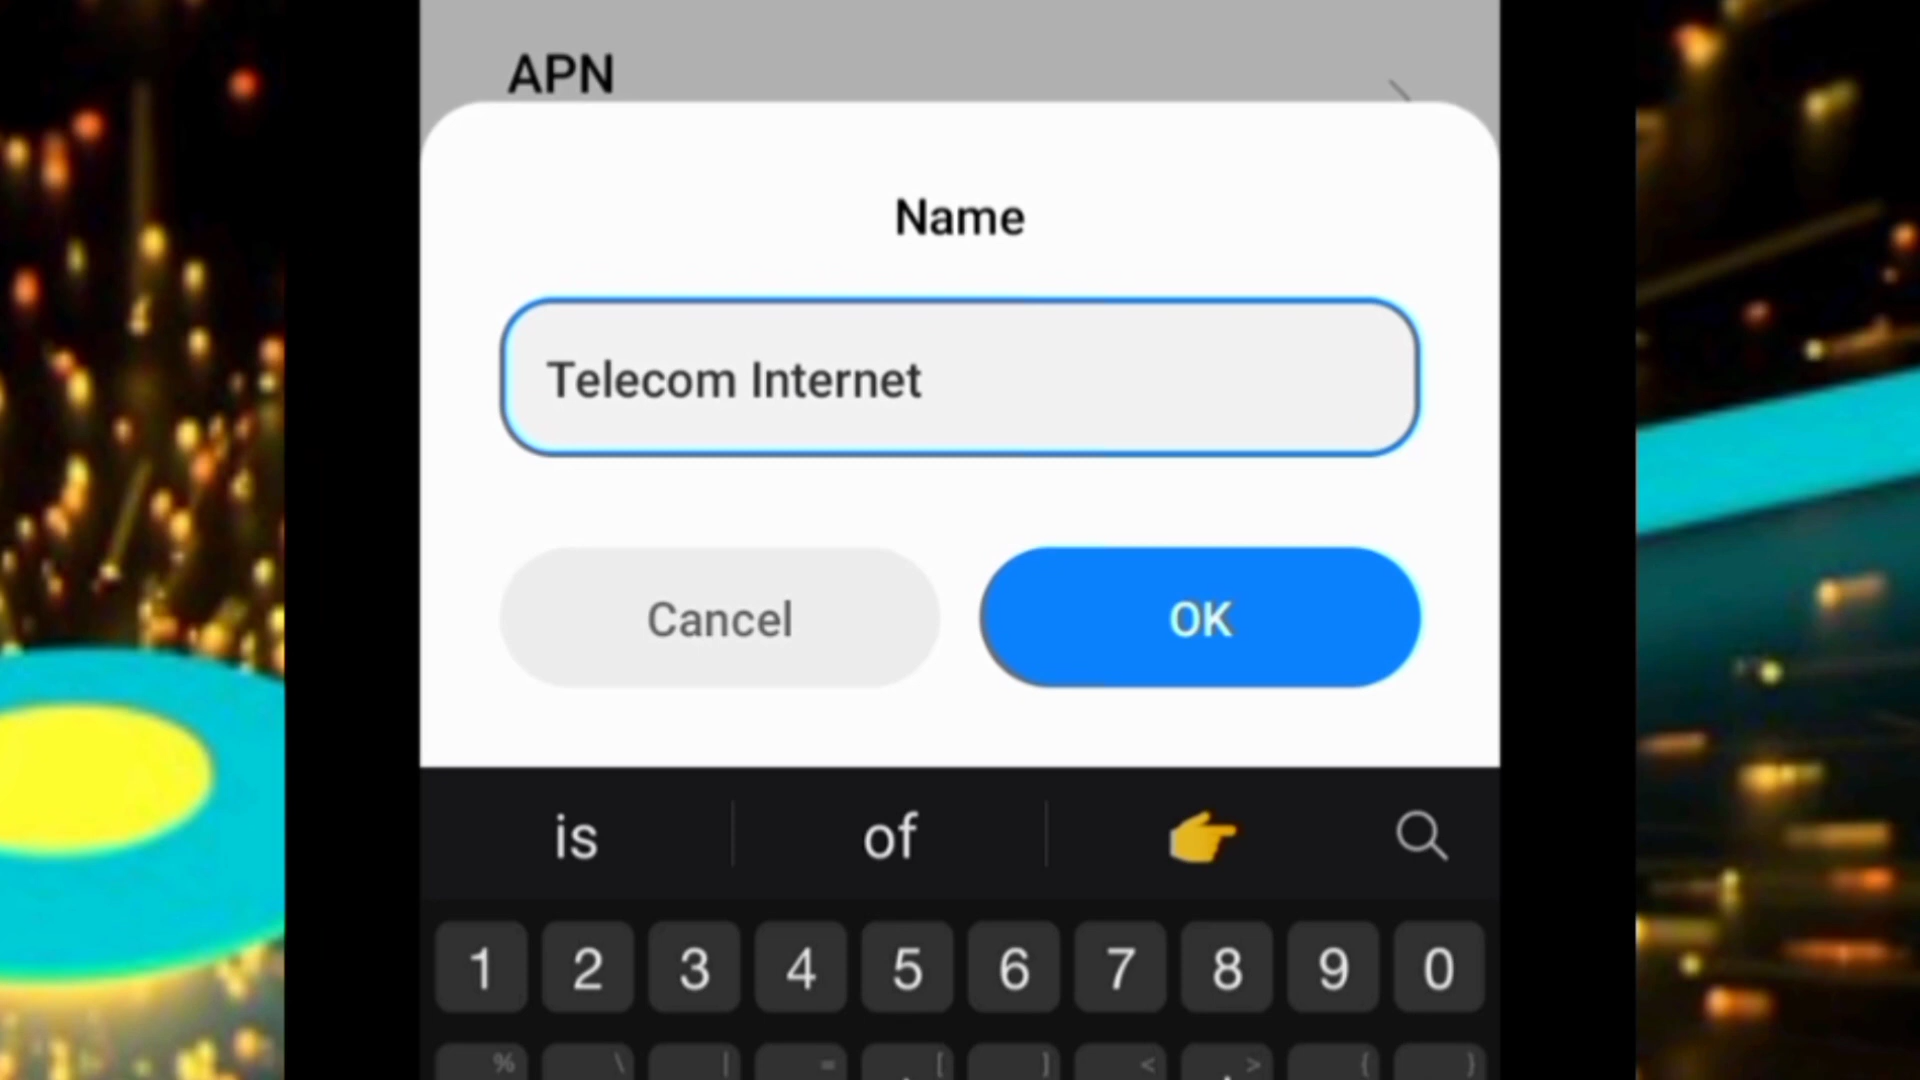 APN
Name
Telecom Internet
Cancel OK
is of 👉
1 2 3 4 5 6 7 8 9 0
% \ | = [ ] < > { }